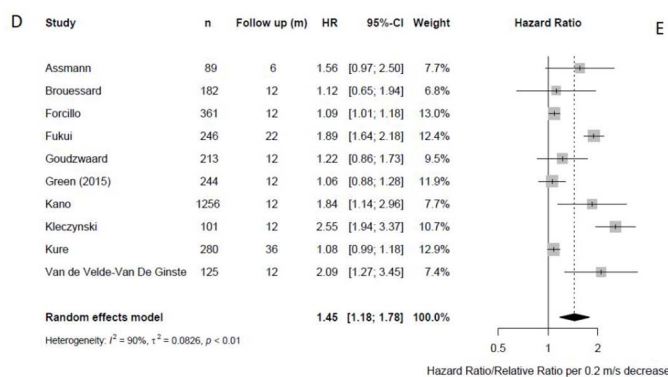 D
E
Study n Follow up (m) HR 95%-CI Weight Hazard Ratio
Assmann 89 6 1.56 [0.97; 2.50] 7.7%
Brouessard 182 12 1.12 [0.65; 1.94] 6.8%
Forcillo 361 12 1.09 [1.01; 1.18] 13.0%
Fukui 246 22 1.89 [1.64; 2.18] 12.4%
Goudzwaard 213 12 1.22 [0.86; 1.73] 9.5%
Green (2015) 244 12 1.06 [0.88; 1.28] 11.9%
Kano 1256 12 1.84 [1.14; 2.96] 7.7%
Kleczynski 101 12 2.55 [1.94; 3.37] 10.7%
Kure 280 36 1.08 [0.99; 1.18] 12.9%
Van de Velde-Van De Ginste 125 12 2.09 [1.27; 3.45] 7.4%
Random effects model 1.45 [1.18; 1.78] 100.0%
Heterogeneity: I² = 90%, τ² = 0.0826, p < 0.01
0.5 1 2
Hazard Ratio/Relative Ratio per 0.2 m/s decrease